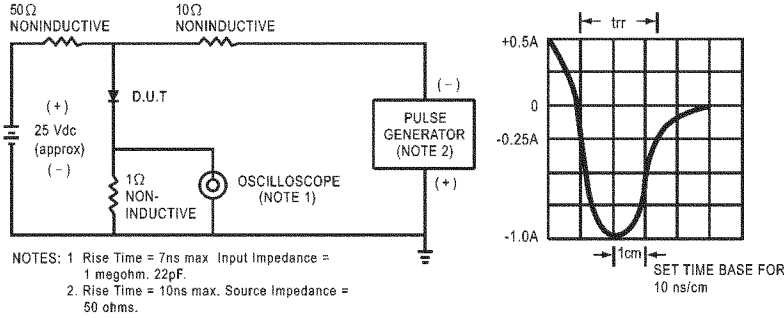 50Ω
NONINDUCTIVE
10Ω
NONINDUCTIVE
(+)
25 Vdc
(approx)
(−)
D.U.T
1Ω
NON-
INDUCTIVE
OSCILLOSCOPE
(NOTE 1)
(−)
PULSE
GENERATOR
(NOTE 2)
(+)
NOTES: 1 Rise Time = 7ns max Input Impedance =
1 megohm. 22pF.
2. Rise Time = 10ns max. Source Impedance =
50 ohms.
trr
+0.5A
0
-0.25A
-1.0A
1cm
SET TIME BASE FOR
10 ns/cm